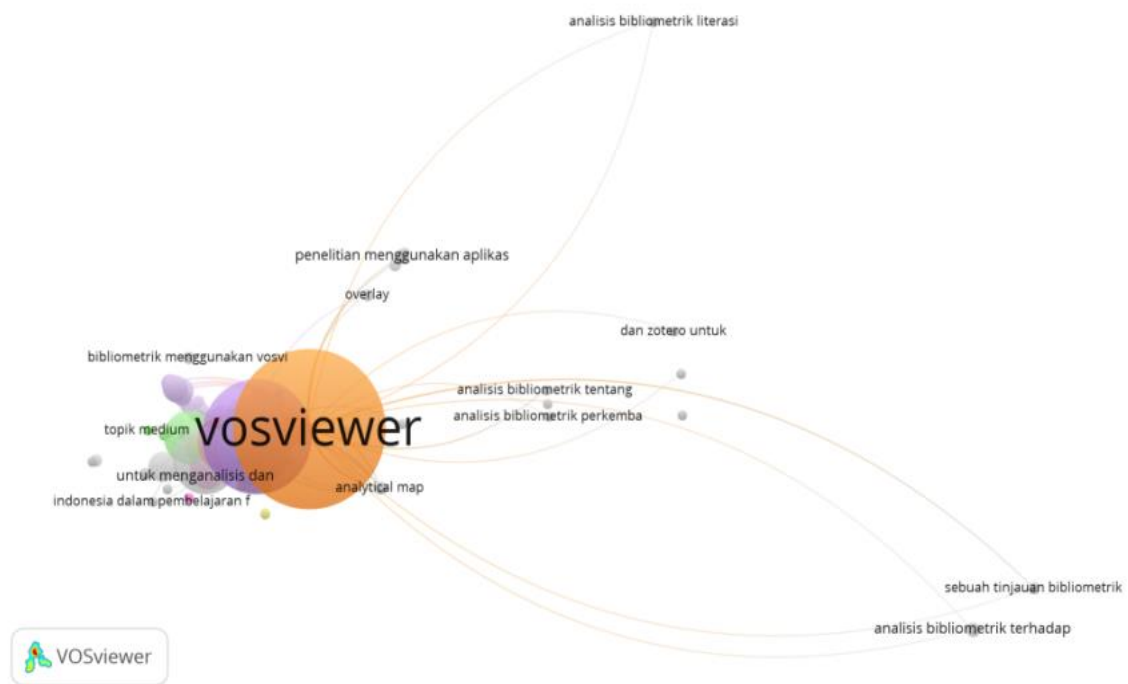 analisis bibliometrik literasi
penelitian menggunakan aplikas
overlay
dan zotero untuk
bibliometrik menggunakan vosvi
analisis bibliometrik tentang
analisis bibliometrik perkemba
topik medium
vosviewer
untuk menganalisis dan
analytical map
indonesia dalam pembelajaran f
sebuah tinjauan bibliometrik
analisis bibliometrik terhadap
VOSviewer